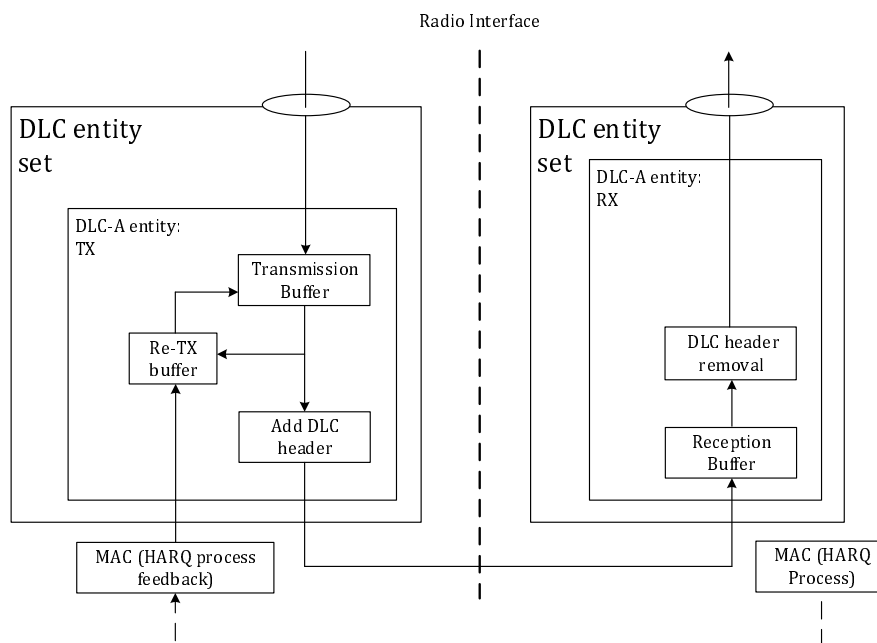 Radio Interface
DLC entity
set
DLC-A entity:
TX
Transmission
Buffer
Re-TX
buffer
Add DLC
header
MAC (HARQ process
feedback)
DLC entity
set
DLC-A entity:
RX
DLC header
removal
Reception
Buffer
MAC (HARQ
Process)